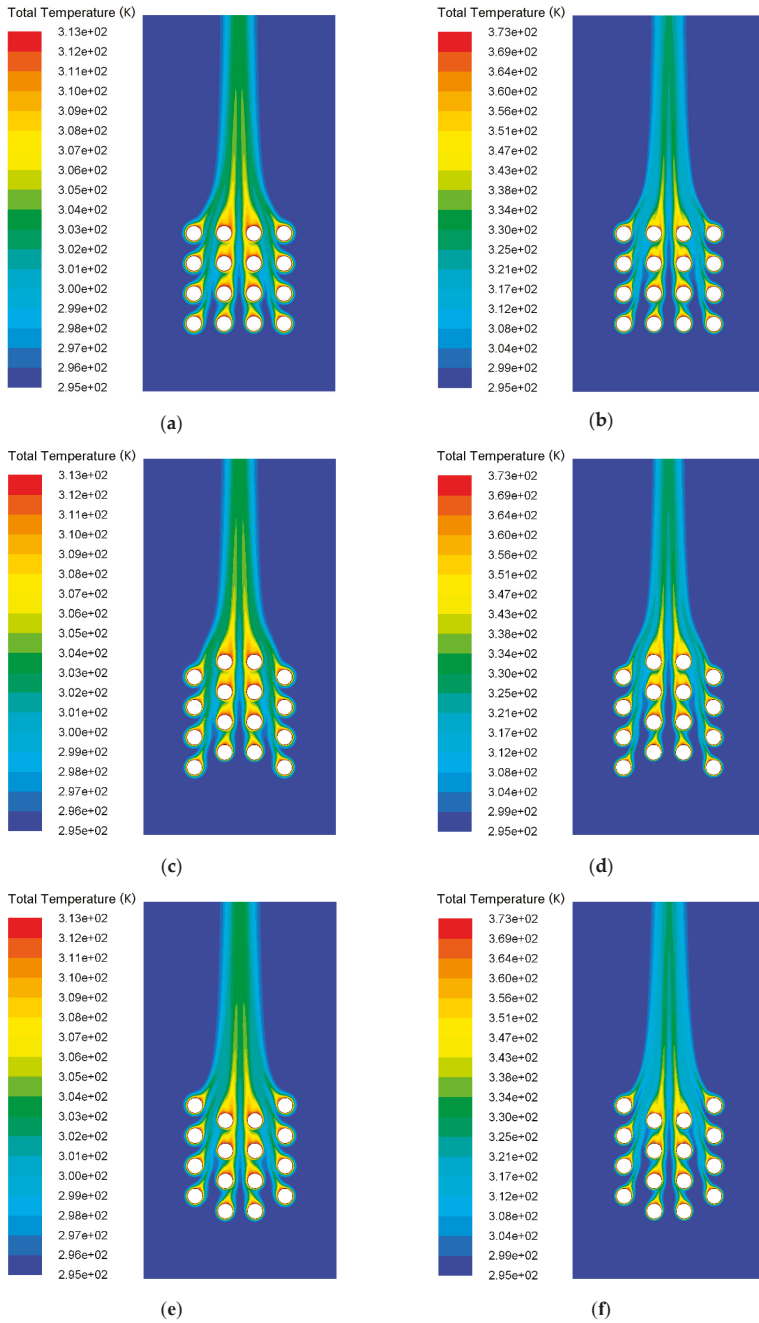 Total Temperature (K)
3.13e+02
3.12e+02
3.11e+02
3.10e+02
3.09e+02
3.08e+02
3.07e+02
3.06e+02
3.05e+02
3.04e+02
3.03e+02
3.02e+02
3.01e+02
3.00e+02
2.99e+02
2.98e+02
2.97e+02
2.96e+02
2.95e+02
(a)
Total Temperature (K)
3.73e+02
3.69e+02
3.64e+02
3.60e+02
3.56e+02
3.51e+02
3.47e+02
3.43e+02
3.38e+02
3.34e+02
3.30e+02
3.25e+02
3.21e+02
3.17e+02
3.12e+02
3.08e+02
3.04e+02
2.99e+02
2.95e+02
(b)
Total Temperature (K)
3.13e+02
3.12e+02
3.11e+02
3.10e+02
3.09e+02
3.08e+02
3.07e+02
3.06e+02
3.05e+02
3.04e+02
3.03e+02
3.02e+02
3.01e+02
3.00e+02
2.99e+02
2.98e+02
2.97e+02
2.96e+02
2.95e+02
(c)
Total Temperature (K)
3.73e+02
3.69e+02
3.64e+02
3.60e+02
3.56e+02
3.51e+02
3.47e+02
3.43e+02
3.38e+02
3.34e+02
3.30e+02
3.25e+02
3.21e+02
3.17e+02
3.12e+02
3.08e+02
3.04e+02
2.99e+02
2.95e+02
(d)
Total Temperature (K)
3.13e+02
3.12e+02
3.11e+02
3.10e+02
3.09e+02
3.08e+02
3.07e+02
3.06e+02
3.05e+02
3.04e+02
3.03e+02
3.02e+02
3.01e+02
3.00e+02
2.99e+02
2.98e+02
2.97e+02
2.96e+02
2.95e+02
(e)
Total Temperature (K)
3.73e+02
3.69e+02
3.64e+02
3.60e+02
3.56e+02
3.51e+02
3.47e+02
3.43e+02
3.38e+02
3.34e+02
3.30e+02
3.25e+02
3.21e+02
3.17e+02
3.12e+02
3.08e+02
3.04e+02
2.99e+02
2.95e+02
(f)